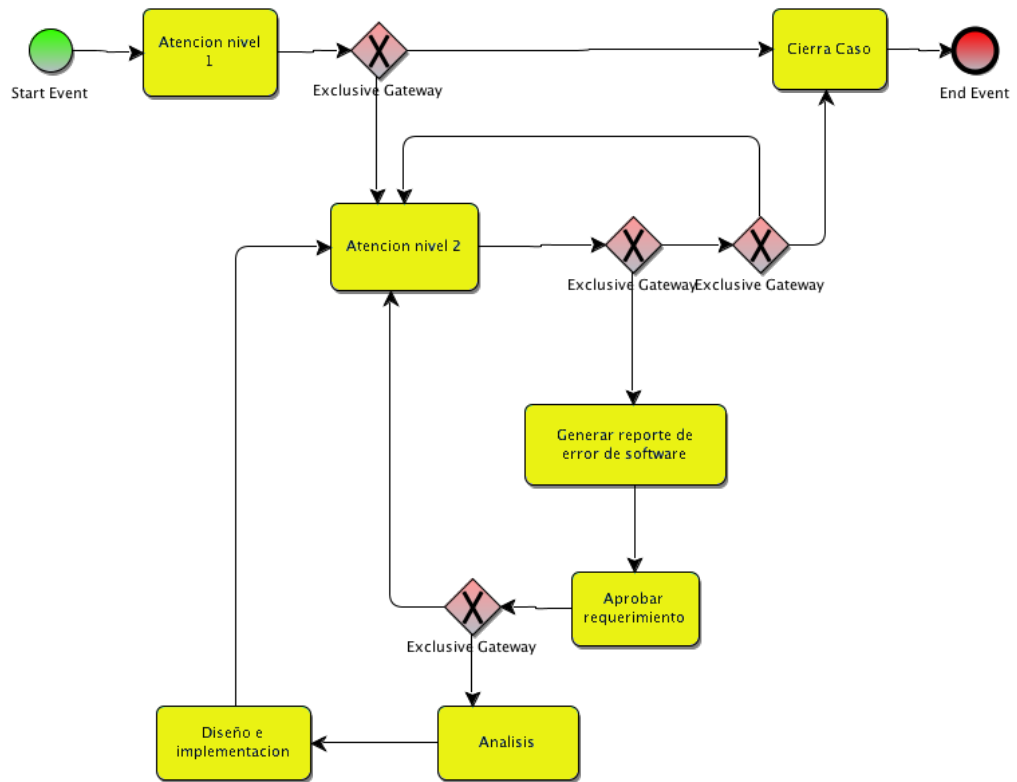 Atencion nivel
1
Cierra Caso
Start Event
Exclusive Gateway
End Event
Atencion nivel 2
Exclusive Gateway
Exclusive Gateway
Generar reporte de
error de software
Aprobar
requerimiento
Exclusive Gateway
Diseño e
implementacion
Analisis